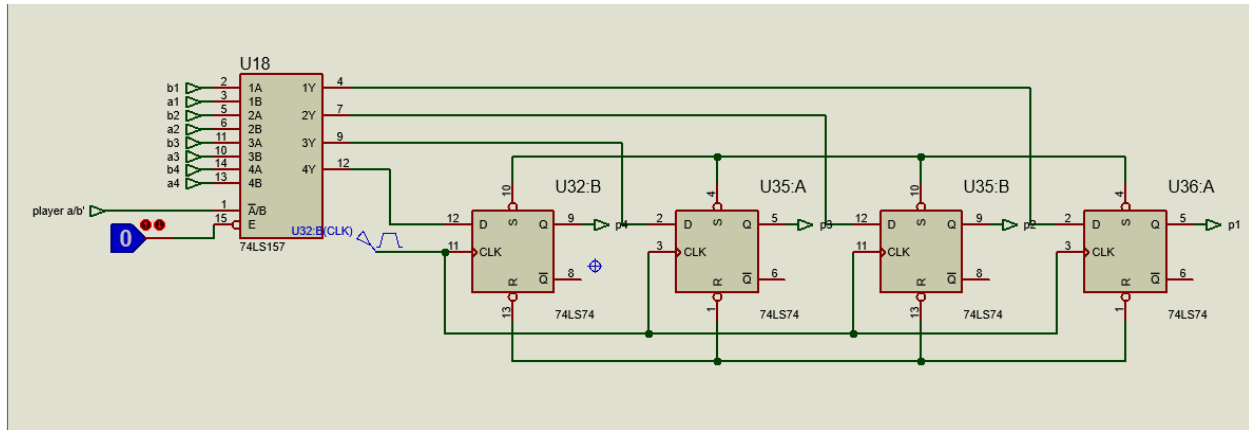 U18
b1 2 1A 1Y 4
a1 3 1B
b2 5 2A 2Y 7
a2 6 2B
b3 11 3A 3Y 9
a3 10 3B
b4 14 4A 4Y 12
a4 13 4B
player a/b' 1 A/B
0 15 E
74LS157
U32:B(CLK)
U32:B
10 S
12 D Q 9 p4
11 CLK
Q 8
R 13
74LS74
U35:A
4 S
2 D Q 5 p3
3 CLK
Q 6
R 1
74LS74
U35:B
10 S
12 D Q 9 p2
11 CLK
Q 8
R 13
74LS74
U36:A
4 S
2 D Q 5 p1
3 CLK
Q 6
R 1
74LS74